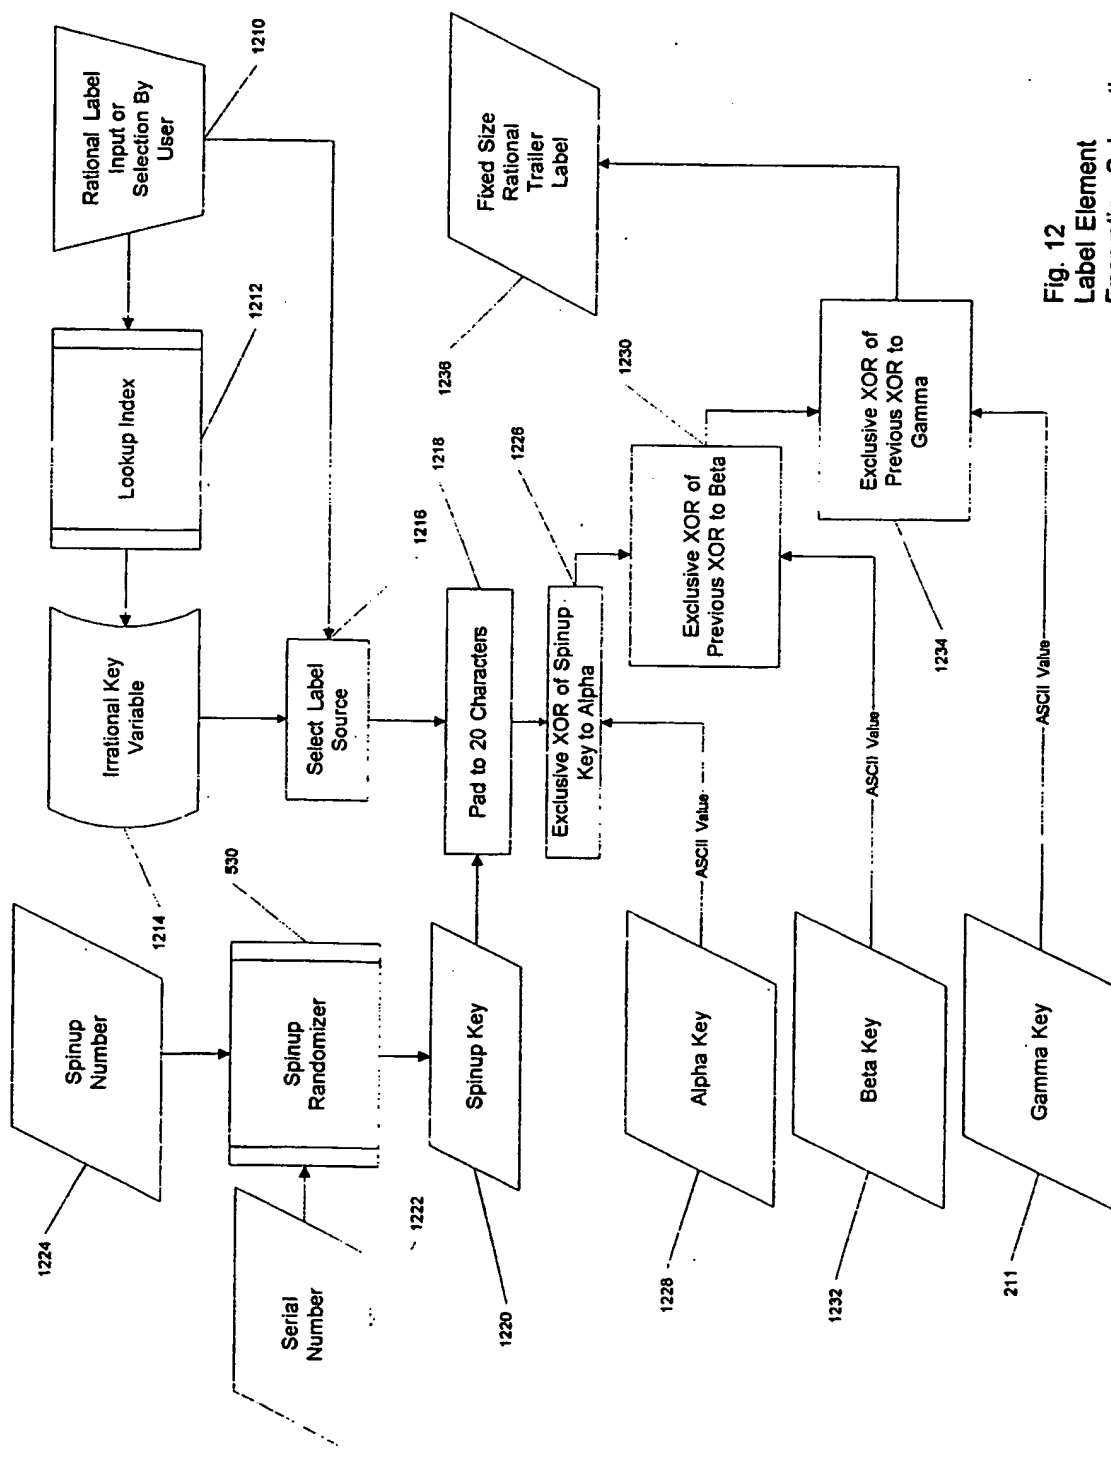 1224
Spinup
Number
1214
Irrational Key
Variable
Lookup Index
1212
Rational Label
Input or
Selection By
User
1210
Serial
Number
1222
Spinup
Randomizer
530
Select Label
Source
1216
1220
Spinup Key
Pad to 20 Characters
1218
1236
Fixed Size
Rational
Trailer
Label
Exclusive XOR of Spinup
Key to Alpha
1226
1228
Alpha Key
ASCII Value
Exclusive XOR of
Previous XOR to Beta
1230
1232
Beta Key
ASCII Value
1234
Exclusive XOR of
Previous XOR to
Gamma
211
Gamma Key
ASCII Value
Fig. 12
Label Element